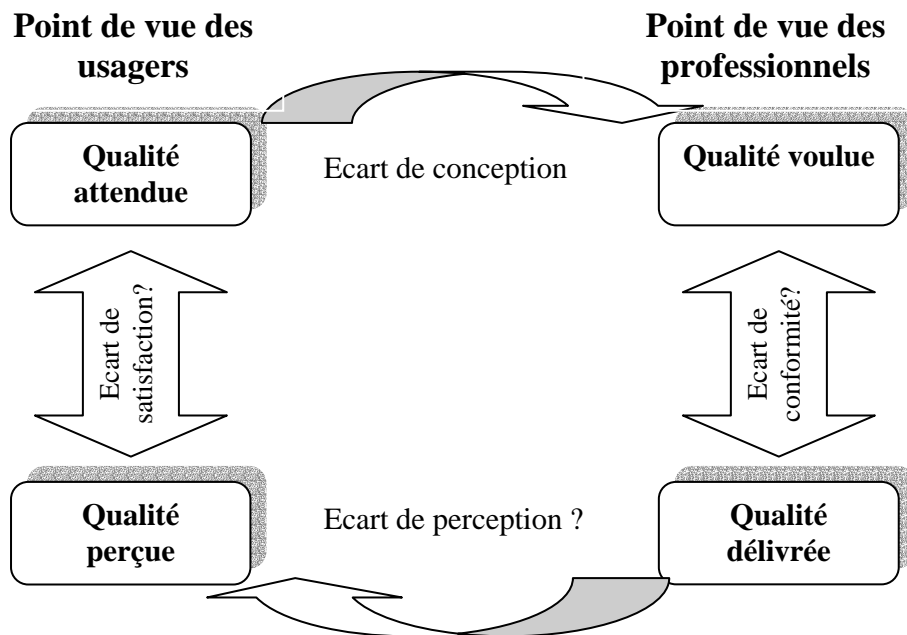 Point de vue des
usagers
Point de vue des
professionnels
Qualité
attendue
Ecart de conception
Qualité voulue
Ecart de
satisfaction?
Ecart de
conformité?
Qualité
perçue
Ecart de perception ?
Qualité
délivrée